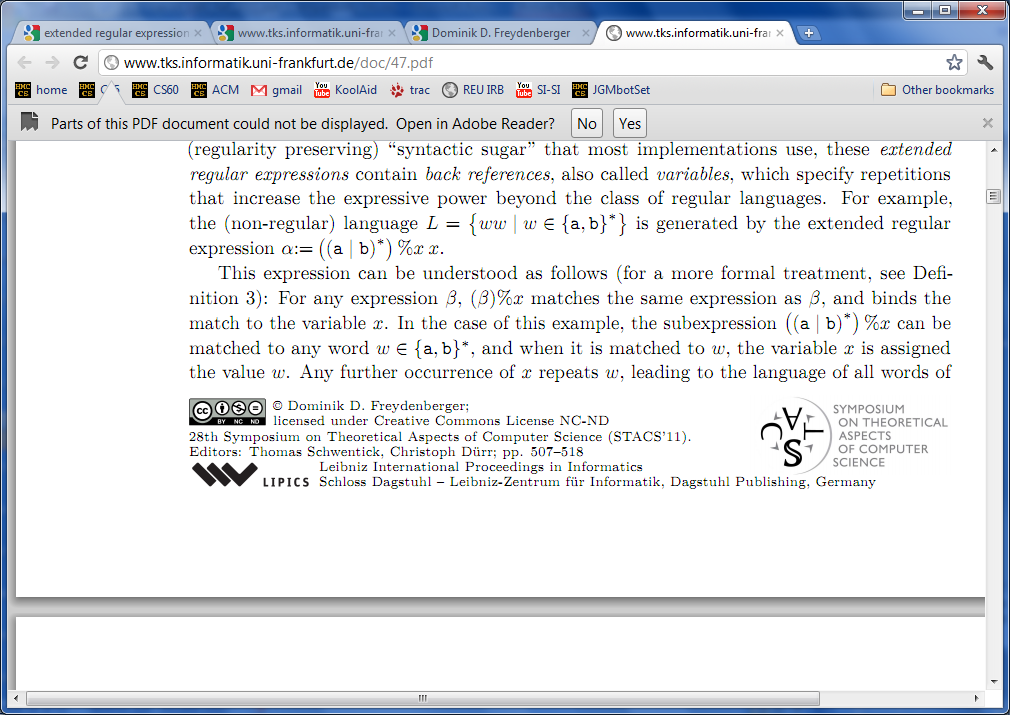 extended regular expression
www.tks.informatik.uni-fra
Dominik D. Freydenberger
www.tks.informatik.uni-fra
www.tks.informatik.uni-frankfurt.de/doc/47.pdf
home CS60 ACM gmail KoolAid trac REU IRB SI-SI JGMbotSet Other bookmarks
Parts of this PDF document could not be displayed. Open in Adobe Reader? No Yes
(regularity preserving) “syntactic sugar” that most implementations use, these extended
regular expressions contain back references, also called variables, which specify repetitions
that increase the expressive power beyond the class of regular languages. For example,
the (non-regular) language L = {ww | w ∈ {a, b}*} is generated by the extended regular
expression α:= ((a | b)*) %x x.
This expression can be understood as follows (for a more formal treatment, see Defi-
nition 3): For any expression β, (β)%x matches the same expression as β, and binds the
match to the variable x. In the case of this example, the subexpression ((a | b)*) %x can be
matched to any word w ∈ {a, b}*, and when it is matched to w, the variable x is assigned
the value w. Any further occurrence of x repeats w, leading to the language of all words of
cc BY NC ND © Dominik D. Freydenberger;
licensed under Creative Commons License NC-ND
28th Symposium on Theoretical Aspects of Computer Science (STACS’11).
Editors: Thomas Schwentick, Christoph Dürr; pp. 507–518
Leibniz International Proceedings in Informatics
LIPICS Schloss Dagstuhl – Leibniz-Zentrum für Informatik, Dagstuhl Publishing, Germany
SYMPOSIUM
ON THEORETICAL
ASPECTS
OF COMPUTER
SCIENCE